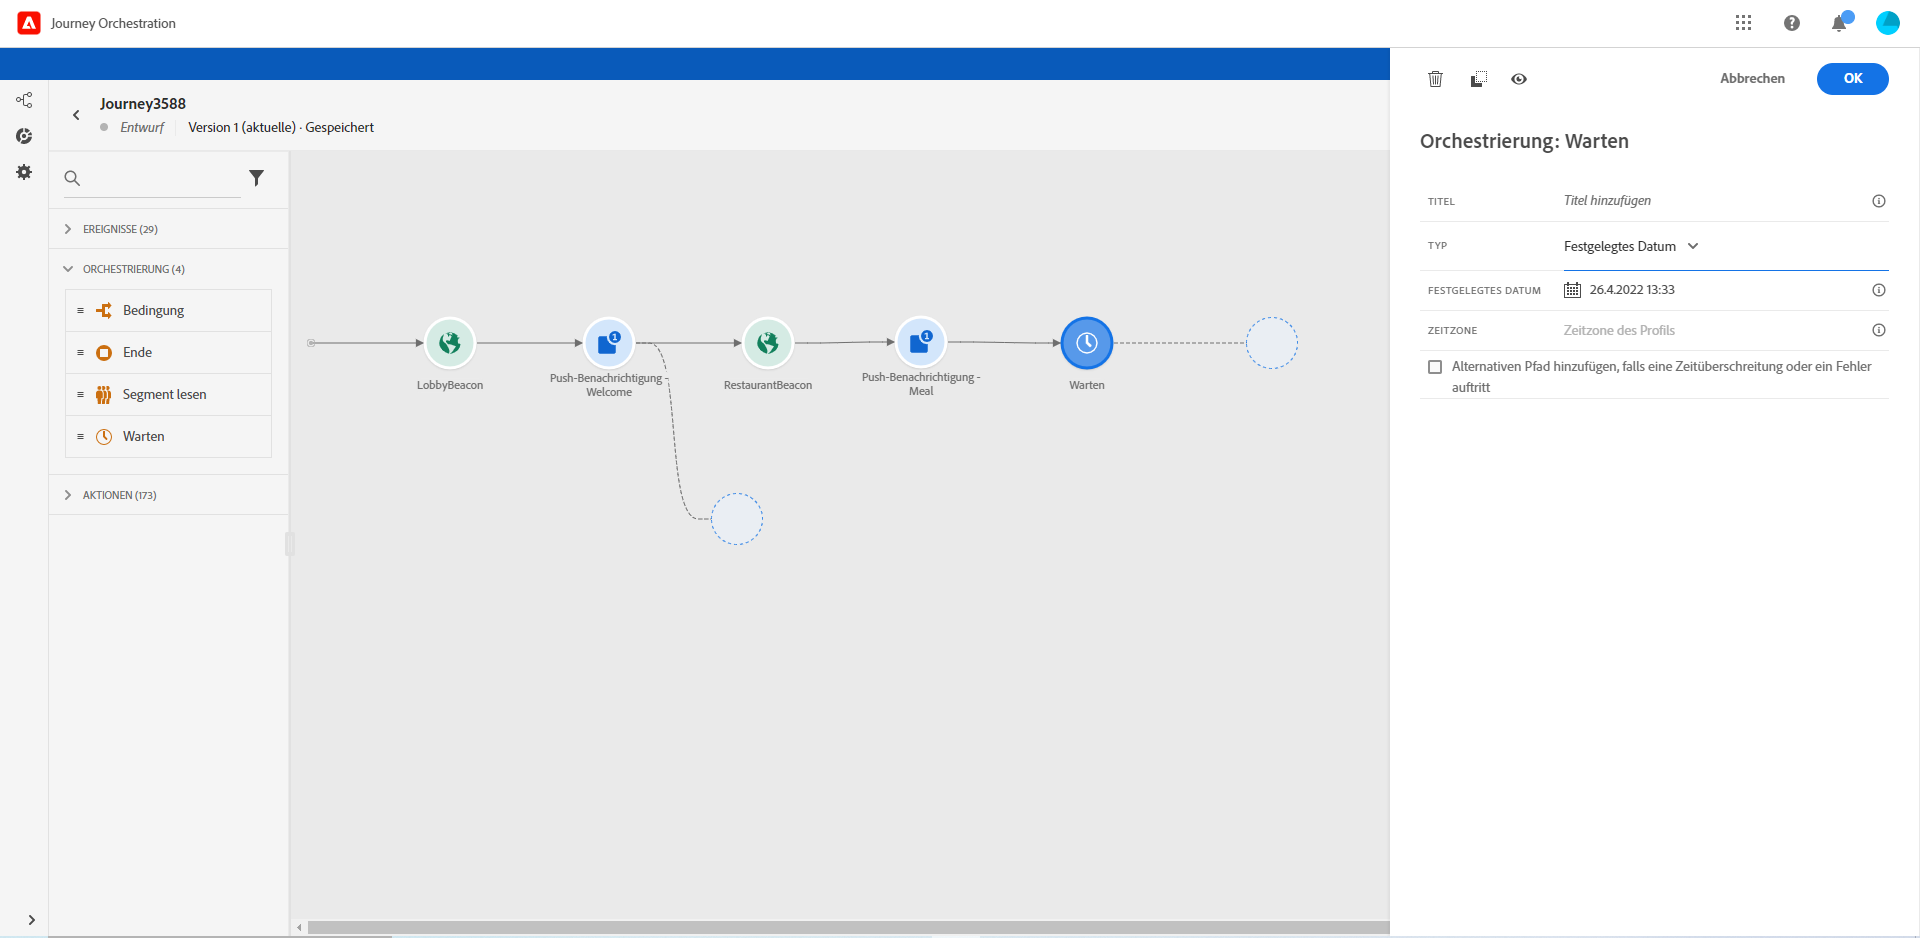 Journey Orchestration
Abbrechen
OK
Journey3588
Entwurf
Version 1 (aktuelle) · Gespeichert
Orchestrierung: Warten
EREIGNISSE (29)
ORCHESTRIERUNG (4)
Bedingung
Ende
Segment lesen
Warten
AKTIONEN (173)
LobbyBeacon
1
Push-Benachrichtigung -
Welcome
RestaurantBeacon
1
Push-Benachrichtigung -
Meal
Warten
TITEL
Titel hinzufügen
TYP
Festgelegtes Datum
FESTGELEGTES DATUM
26.4.2022 13:33
ZEITZONE
Zeitzone des Profils
Alternativen Pfad hinzufügen, falls eine Zeitüberschreitung oder ein Fehler
auftritt